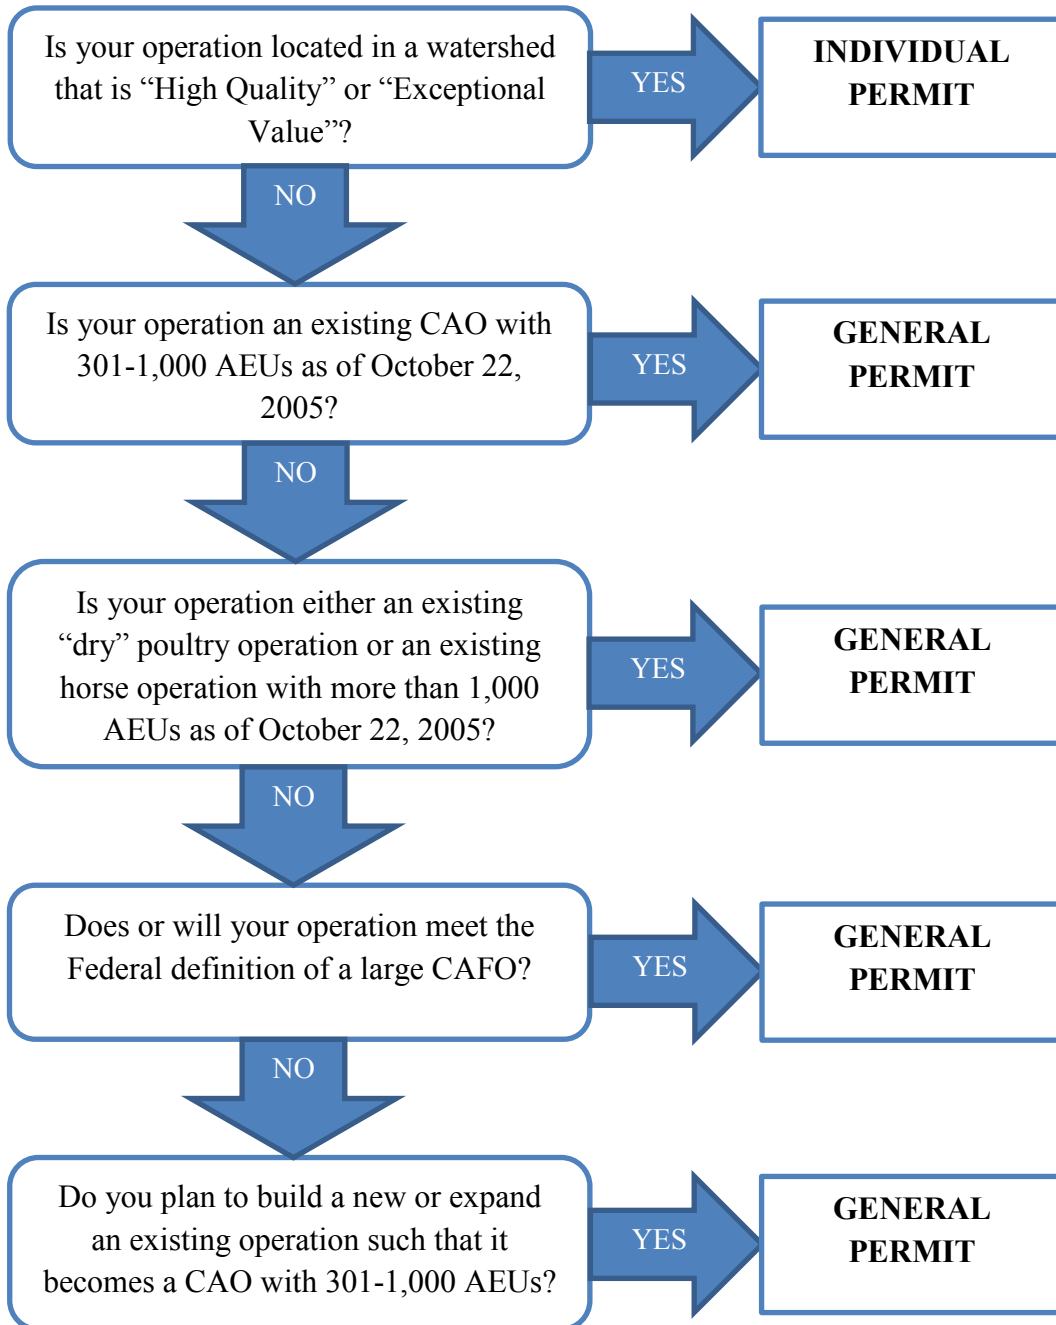 Is your operation located in a watershed
that is “High Quality” or “Exceptional
Value”?
YES
INDIVIDUAL
PERMIT
NO
Is your operation an existing CAO with
301-1,000 AEUs as of October 22,
2005?
YES
GENERAL
PERMIT
NO
Is your operation either an existing
“dry” poultry operation or an existing
horse operation with more than 1,000
AEUs as of October 22, 2005?
YES
GENERAL
PERMIT
NO
Does or will your operation meet the
Federal definition of a large CAFO?
YES
GENERAL
PERMIT
NO
Do you plan to build a new or expand
an existing operation such that it
becomes a CAO with 301-1,000 AEUs?
YES
GENERAL
PERMIT